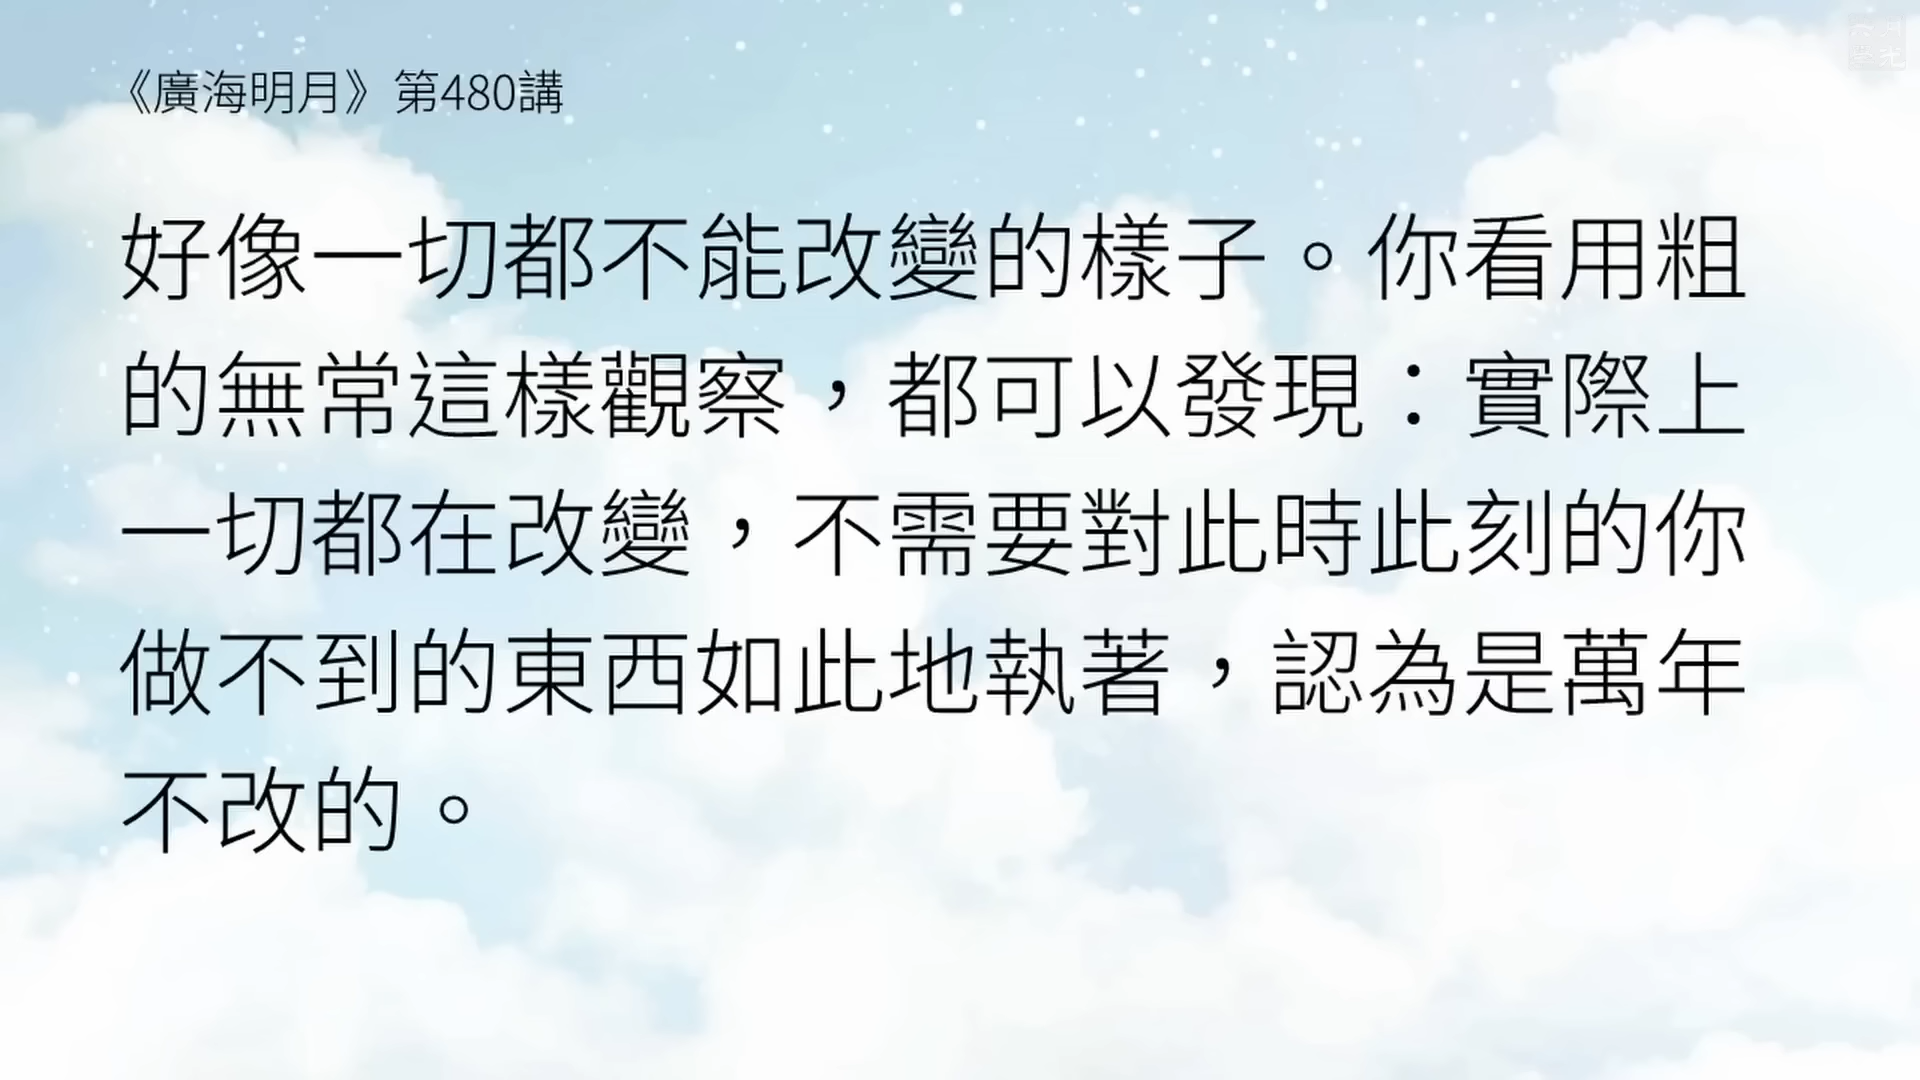 《廣海明月》第480講
好像一切都不能改變的樣子。你看用粗
的無常這樣觀察，都可以發現：實際上
一切都在改變，不需要對此時此刻的你
做不到的東西如此地執著，認為是萬年
不改的。